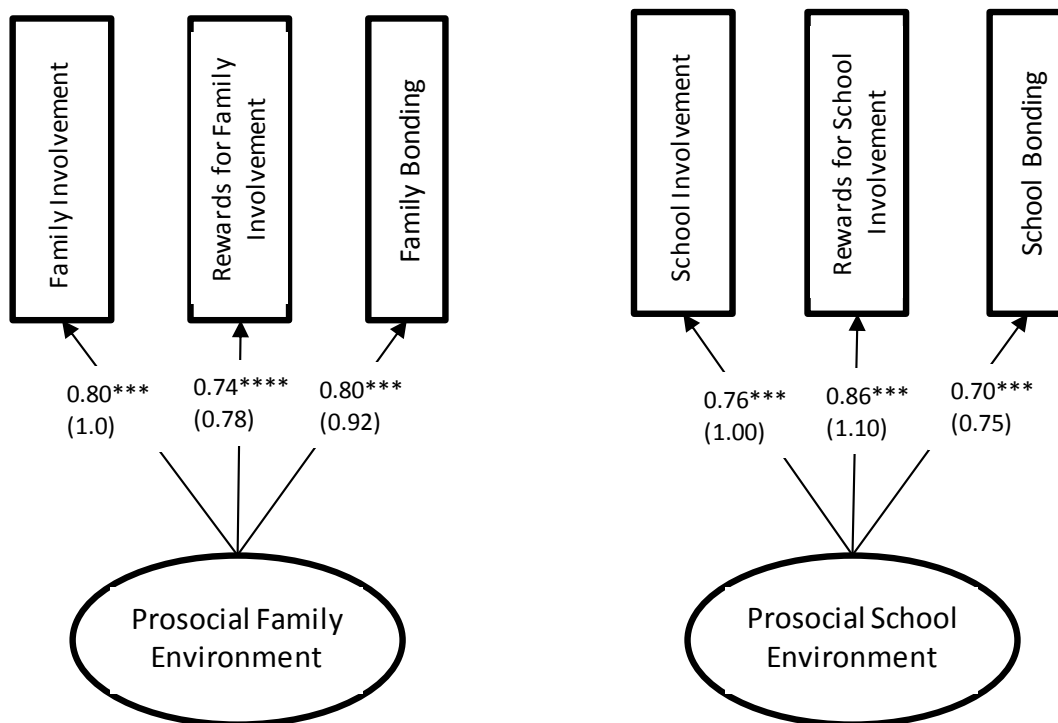 Family Involvement
Rewards for Family
Involvement
Family Bonding
School Involvement
Rewards for School
Involvement
School Bonding
0.80***
(1.0)
0.74****
(0.78)
0.80***
(0.92)
0.76***
(1.00)
0.86***
(1.10)
0.70***
(0.75)
Prosocial Family
Environment
Prosocial School
Environment